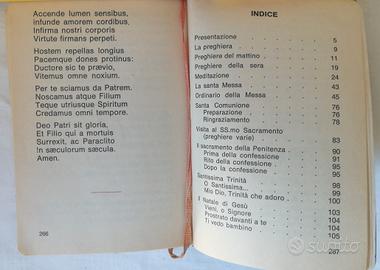 Accende lumen sensibus,
infunde amorem cordibus,
Infirma nostri corporis
Virtute firmans perpeti.
Hostem repellas longius
Pacemque dones protinus:
Ductore sic te prævio,
Vitemus omne noxium.
Per te sciamus da Patrem.
Noscamus atque Filium
Teque utriusque Spiritum
Credamus omni tempore.
Deo Patri sit gloria,
Et Filio qui a mortuis
Surrexit, ac Paraclito
In sæculorum sæcula.
Amen.
266
INDICE
Presentazione 5
La preghiera 9
Preghiere del mattino 11
Preghiere della sera 19
Meditazione 24
La santa Messa 43
Ordinario della Messa 45
Santa Comunione 76
Preparazione 76
Ringraziamento 78
Visita al SS.mo Sacramento
(preghiere varie) 83
Il sacramento della Penitenza 90
Prima della confessione 90
Rito della confessione 93
Dopo la confessione 95
Santissima Trinità 98
O Santissima... 99
Mio Dio, Trinità che adoro 100
Il Natale di Gesù 103
Vieni, o Signore 103
Prostrato davanti a te 104
Ti vedo bambino 105
267
Subito